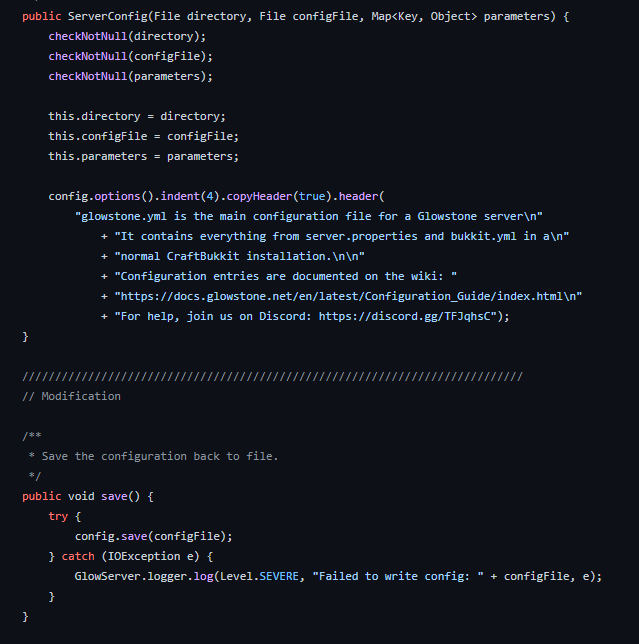 public ServerConfig(File directory, File configFile, Map<Key, Object> parameters) {
    checkNotNull(directory);
    checkNotNull(configFile);
    checkNotNull(parameters);

    this.directory = directory;
    this.configFile = configFile;
    this.parameters = parameters;

    config.options().indent(4).copyHeader(true).header(
        "glowstone.yml is the main configuration file for a Glowstone server\n"
            + "It contains everything from server.properties and bukkit.yml in a\n"
            + "normal CraftBukkit installation.\n\n"
            + "Configuration entries are documented on the wiki: "
            + "https://docs.glowstone.net/en/latest/Configuration_Guide/index.html\n"
            + "For help, join us on Discord: https://discord.gg/TFJqhsC");
}

////////////////////////////////////////////////////////////////////////////
// Modification

/**
 * Save the configuration back to file.
 */
public void save() {
    try {
        config.save(configFile);
    } catch (IOException e) {
        GlowServer.logger.log(Level.SEVERE, "Failed to write config: " + configFile, e);
    }
}